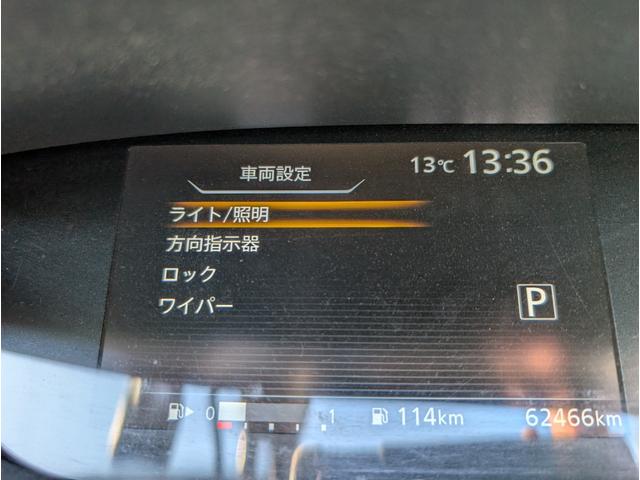 車両設定 13℃ 13:36
ライト/照明
方向指示器
ロック
ワイパー P
0 1 114km 62466km